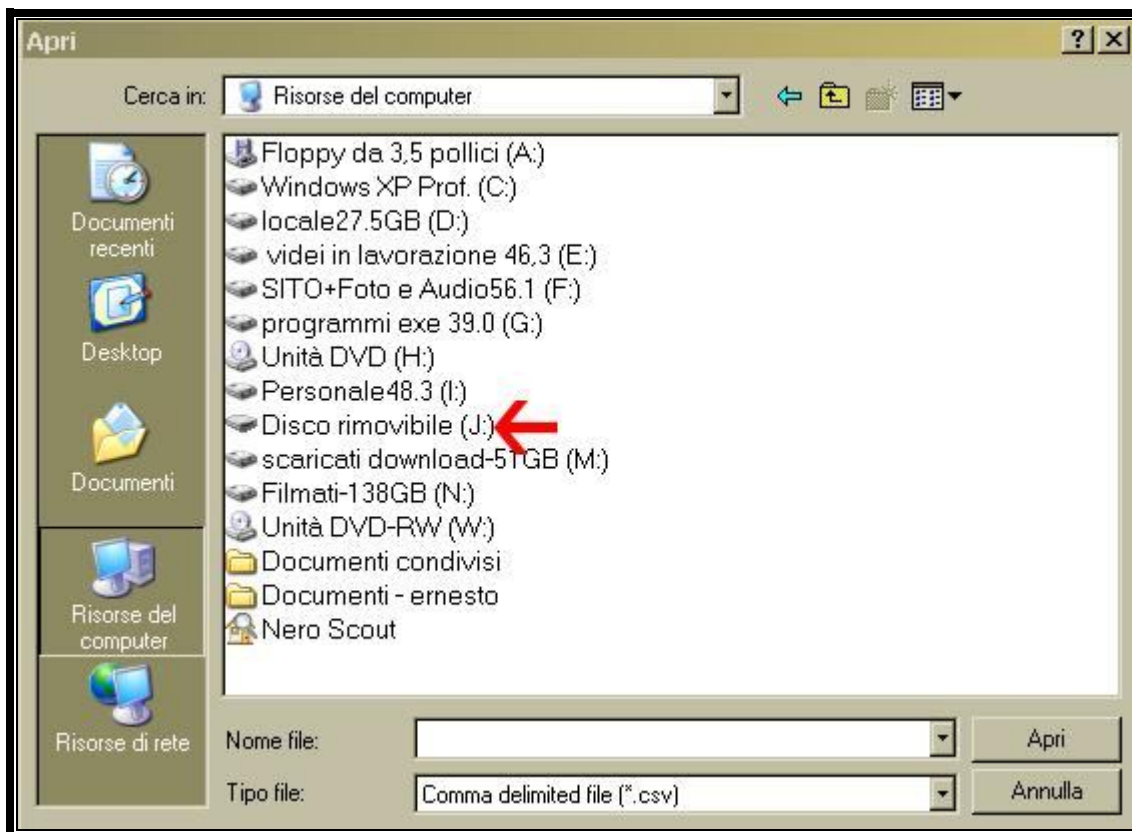 Apri
Cerca in: Risorse del computer
Documenti recenti
Desktop
Documenti
Risorse del computer
Risorse di rete
Floppy da 3,5 pollici (A:)
Windows XP Prof. (C:)
locale27.5GB (D:)
videi in lavorazione 46,3 (E:)
SITO+Foto e Audio56.1 (F:)
programmi exe 39.0 (G:)
Unità DVD (H:)
Personale48.3 (I:)
Disco rimovibile (J:)
scaricati download-51GB (M:)
Filmati-138GB (N:)
Unità DVD-RW (W:)
Documenti condivisi
Documenti - ernesto
Nero Scout
Nome file:
Apri
Tipo file: Comma delimited file (*.csv)
Annulla